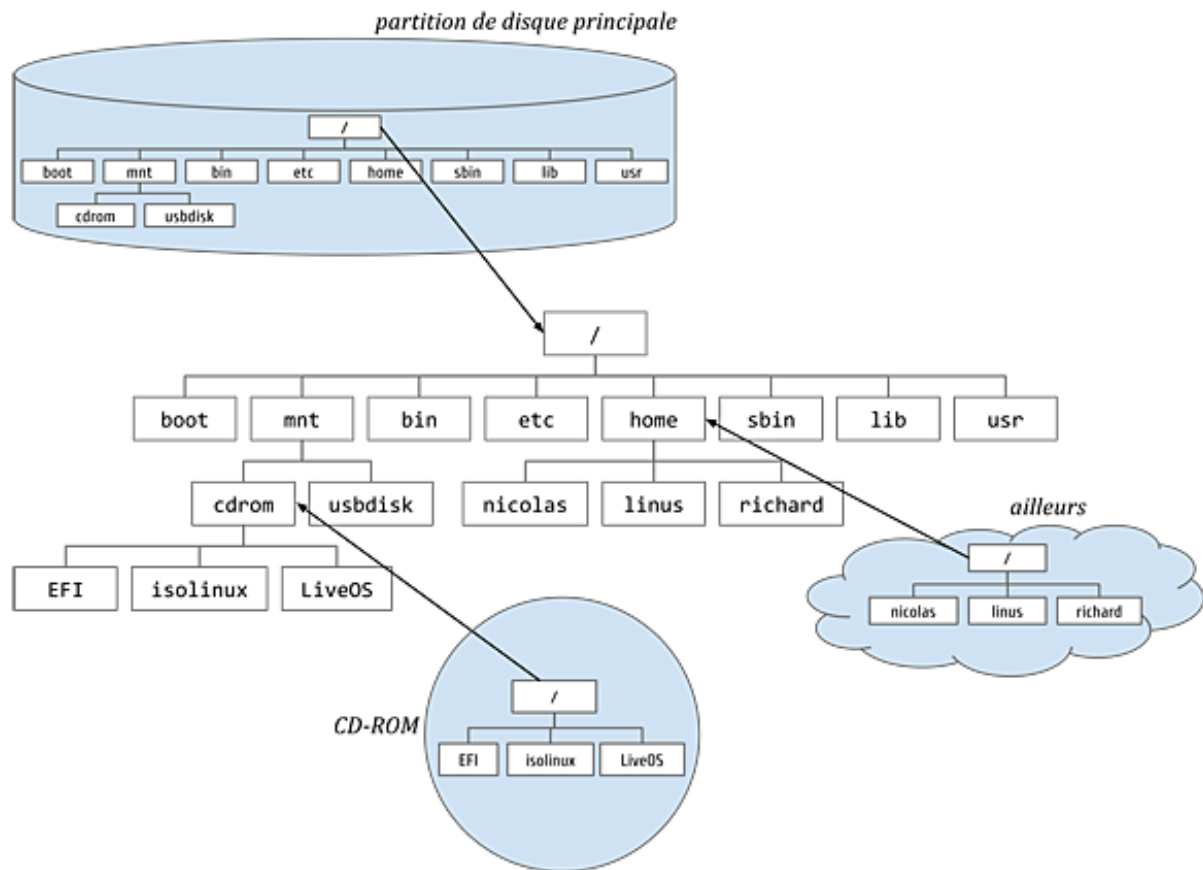 partition de disque principale
/
boot mnt bin etc home sbin lib usr
cdrom usbdisk
/
boot mnt bin etc home sbin lib usr
cdrom usbdisk nicolas linus richard
EFI isolinux LiveOS
ailleurs
/
nicolas linus richard
CD-ROM
/
EFI isolinux LiveOS